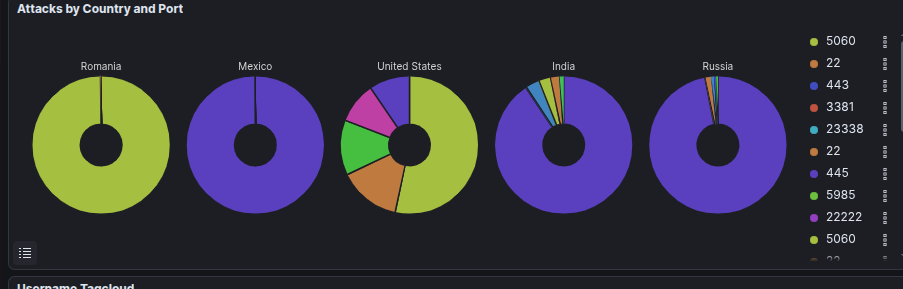 Attacks by Country and Port
Romania
Mexico
United States
India
Russia
5060
22
443
3381
23338
22
445
5985
22222
5060
Username Tagcloud